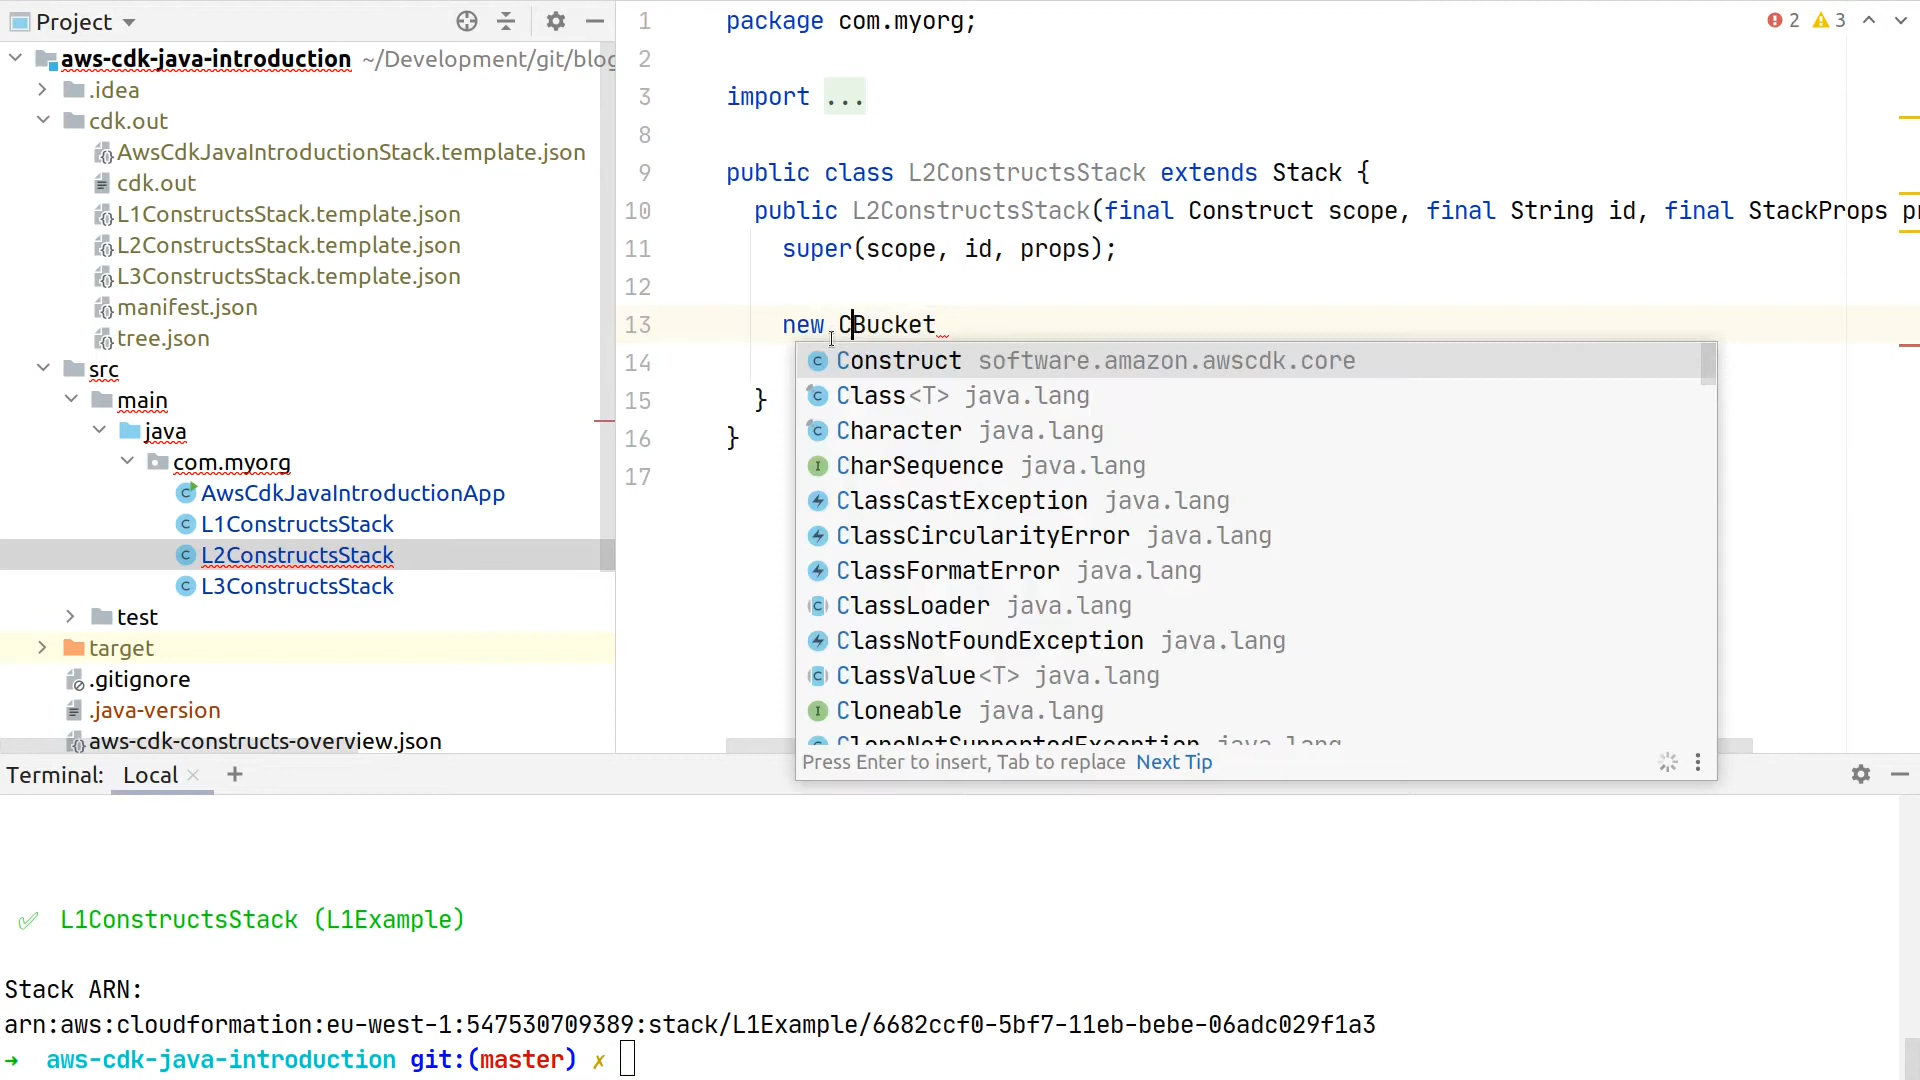 Project
aws-cdk-java-introduction ~/Development/git/blog
.idea
cdk.out
AwsCdkJavaIntroductionStack.template.json
cdk.out
L1ConstructsStack.template.json
L2ConstructsStack.template.json
L3ConstructsStack.template.json
manifest.json
tree.json
src
main
java
com.myorg
AwsCdkJavaIntroductionApp
L1ConstructsStack
L2ConstructsStack
L3ConstructsStack
test
target
.gitignore
.java-version
aws-cdk-constructs-overview.json
2 3
1 package com.myorg;
2
3 import ...
8
9 public class L2ConstructsStack extends Stack {
10 public L2ConstructsStack(final Construct scope, final String id, final StackProps pr
11 super(scope, id, props);
12
13 new CBucket
14
15 }
16 }
17
Construct software.amazon.awscdk.core
Class<T> java.lang
Character java.lang
CharSequence java.lang
ClassCastException java.lang
ClassCircularityError java.lang
ClassFormatError java.lang
ClassLoader java.lang
ClassNotFoundException java.lang
ClassValue<T> java.lang
Cloneable java.lang
CloneNotSupportedException java.lang
Press Enter to insert, Tab to replace Next Tip
Terminal: Local
✅ L1ConstructsStack (L1Example)
Stack ARN:
arn:aws:cloudformation:eu-west-1:547530709389:stack/L1Example/6682ccf0-5bf7-11eb-bebe-06adc029f1a3
➜ aws-cdk-java-introduction git:(master) ✗